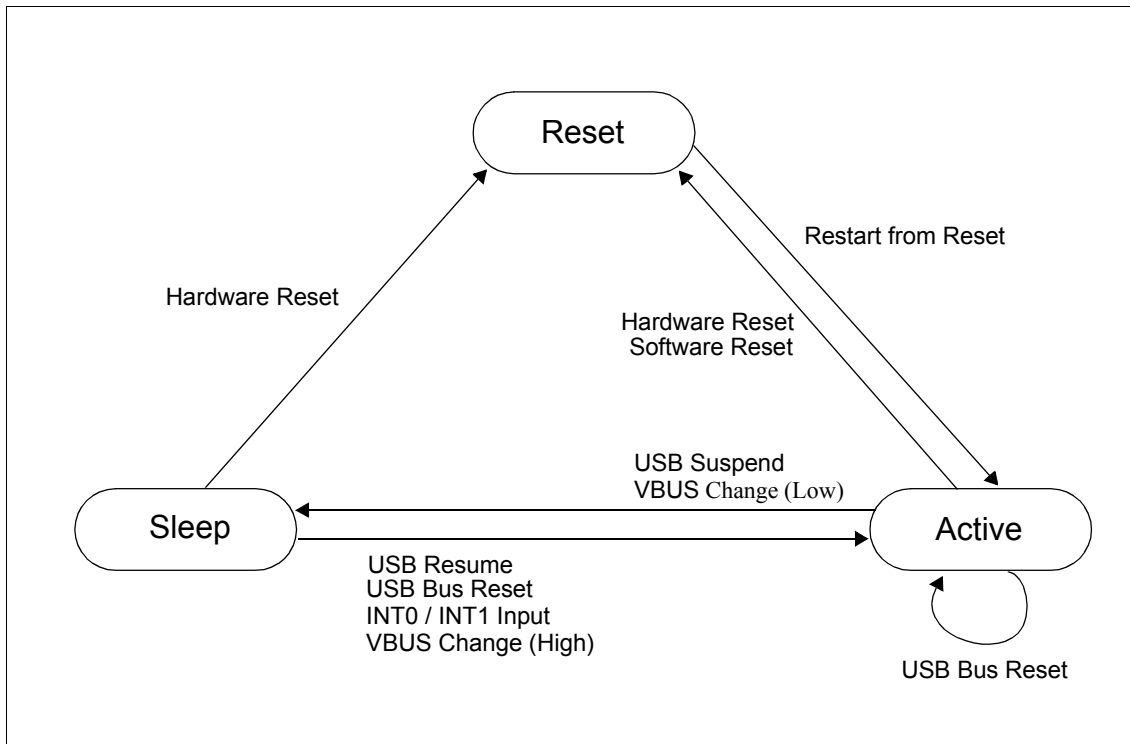 Reset
Restart from Reset
Hardware Reset
Hardware Reset
Software Reset
USB Suspend
VBUS Change (Low)
Sleep
Active
USB Resume
USB Bus Reset
INT0 / INT1 Input
VBUS Change (High)
USB Bus Reset